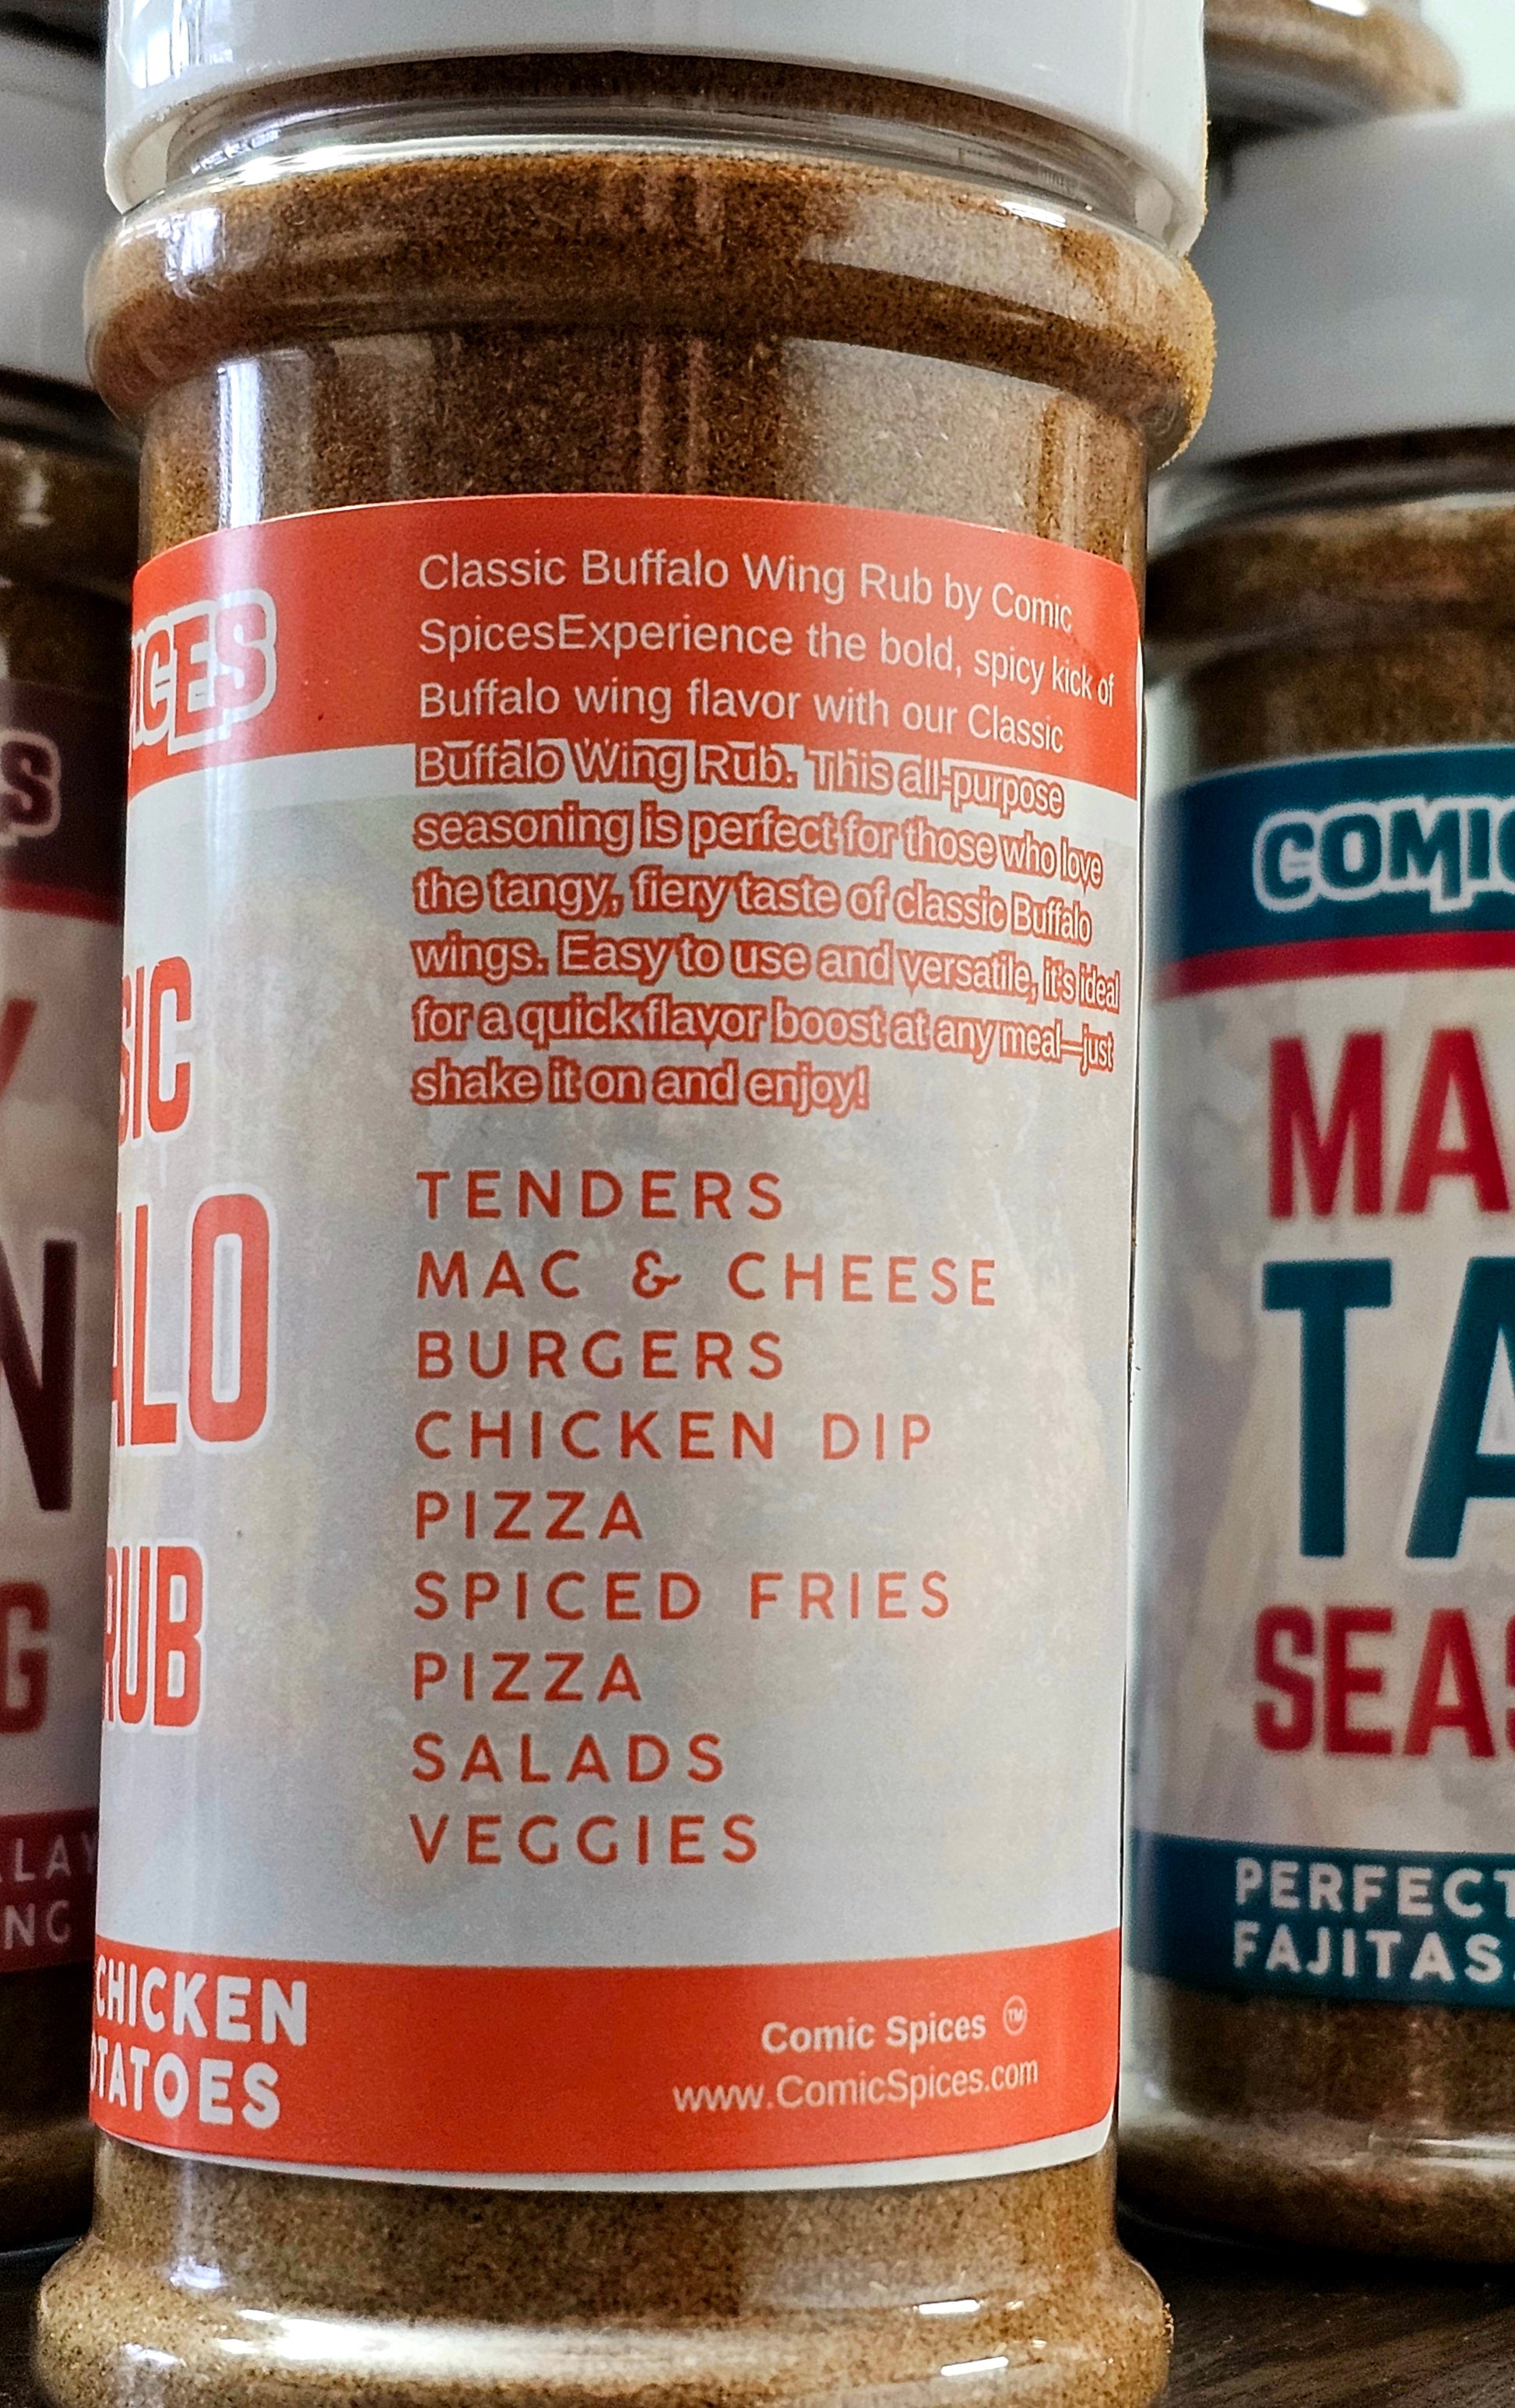 Classic Buffalo Wing Rub by Comic
SpicesExperience the bold, spicy kick of
Buffalo wing flavor with our Classic
Buffalo Wing Rub. This all-purpose
seasoning is perfect for those who love
the tangy, fiery taste of classic Buffalo
wings. Easy to use and versatile, it's ideal
for a quick flavor boost at any meal—just
shake it on and enjoy!
TENDERS
MAC & CHEESE
BURGERS
CHICKEN DIP
PIZZA
SPICED FRIES
PIZZA
SALADS
VEGGIES
Comic Spices ™
www.ComicSpices.com
ICES
SIC
ALO
RUB
CHICKEN
OTATOES
COMIC
MA
TA
SEAS
PERFECT
FAJITAS
S
N
G
LAY
NG